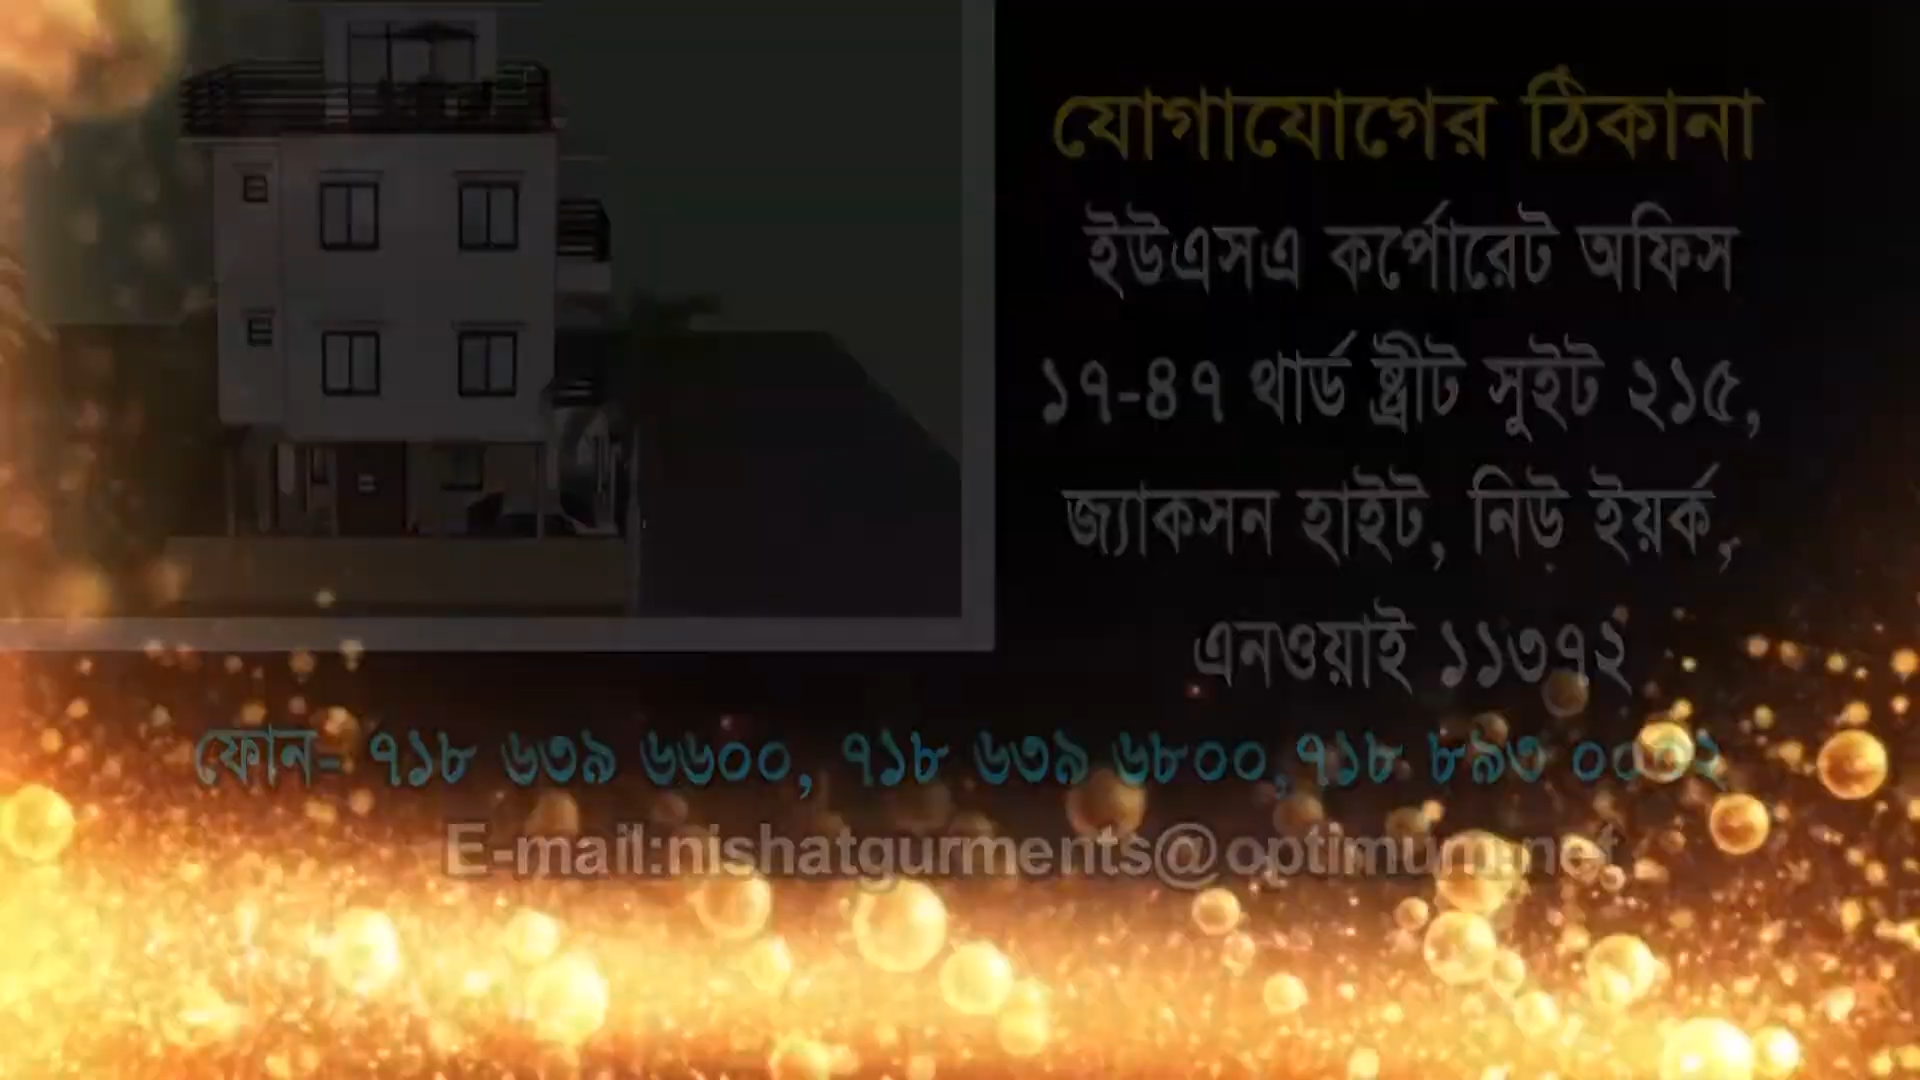 যোগাযোগের ঠিকানা
ইউএসএ কর্পোরেট অফিস
১৭-৪৭ থার্ড ষ্ট্রীট সুইট ২১৫,
জ্যাকসন হাইট, নিউ ইয়র্ক,
এনওয়াই ১১৩৭২
ফোন- ৭১৮ ৬৩৯ ৬৬০০, ৭১৮ ৬৩৯ ৬৮০০,৭১৮ ৮৯৩
E-mail:nishatgurments@optimum.net